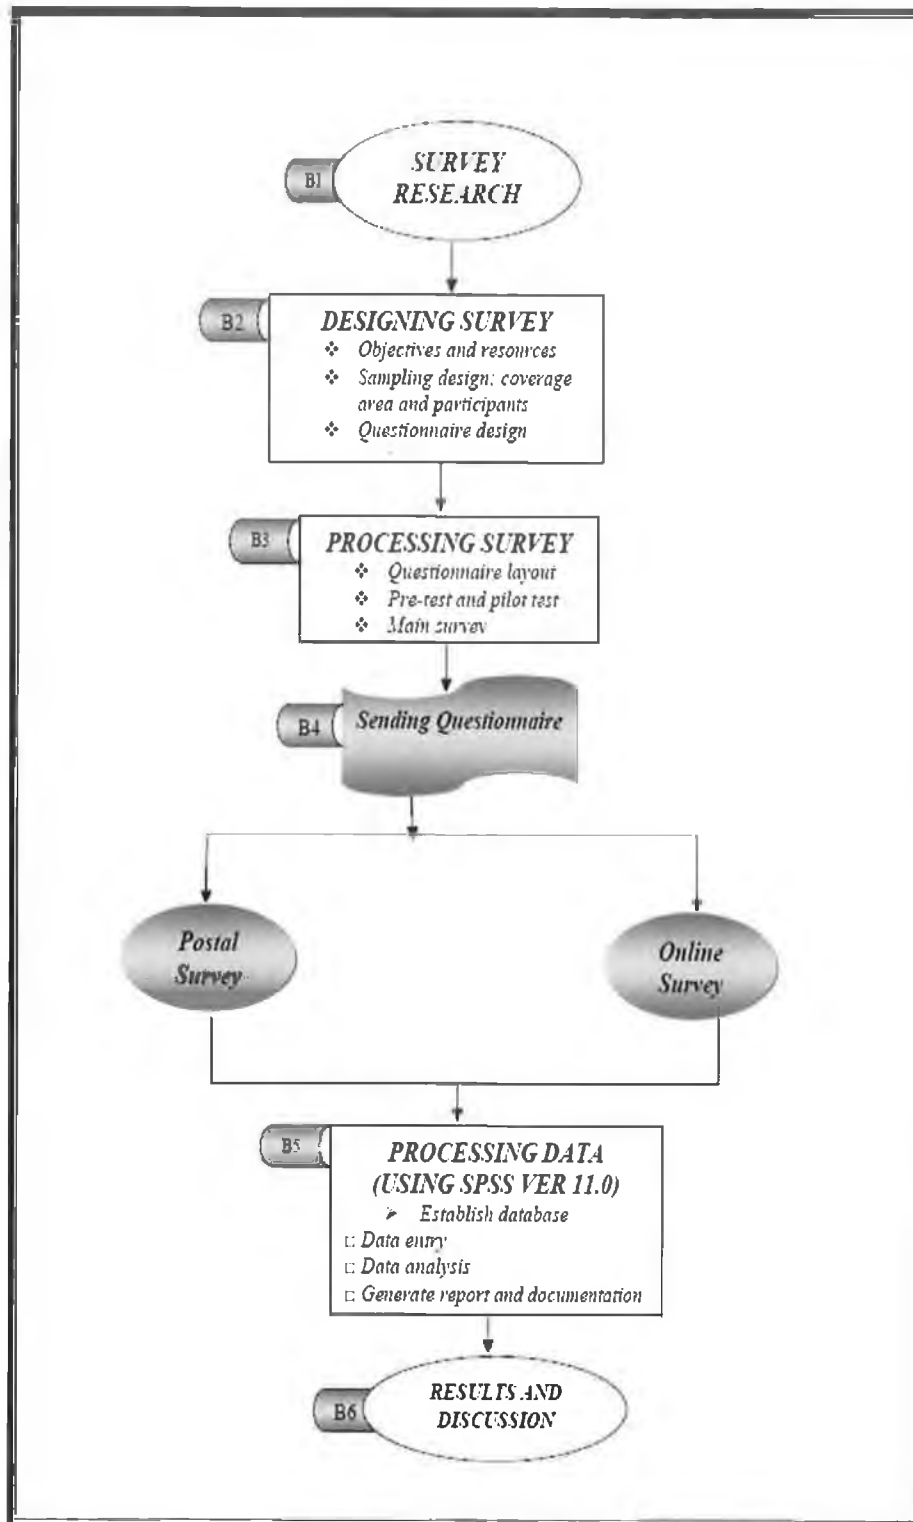 B1
SURVEY
RESEARCH
B2
DESIGNING SURVEY
❖ Objectives and resources
❖ Sampling design: coverage
area and participants
❖ Questionnaire design
B3
PROCESSING SURVEY
❖ Questionnaire layout
❖ Pre-test and pilot test
❖ Main survey
B4
Sending Questionnaire
Postal
Survey
Online
Survey
B5
PROCESSING DATA
(USING SPSS VER 11.0)
➢ Establish database
□ Data entry
□ Data analysis
□ Generate report and documentation
B6
RESULTS AND
DISCUSSION